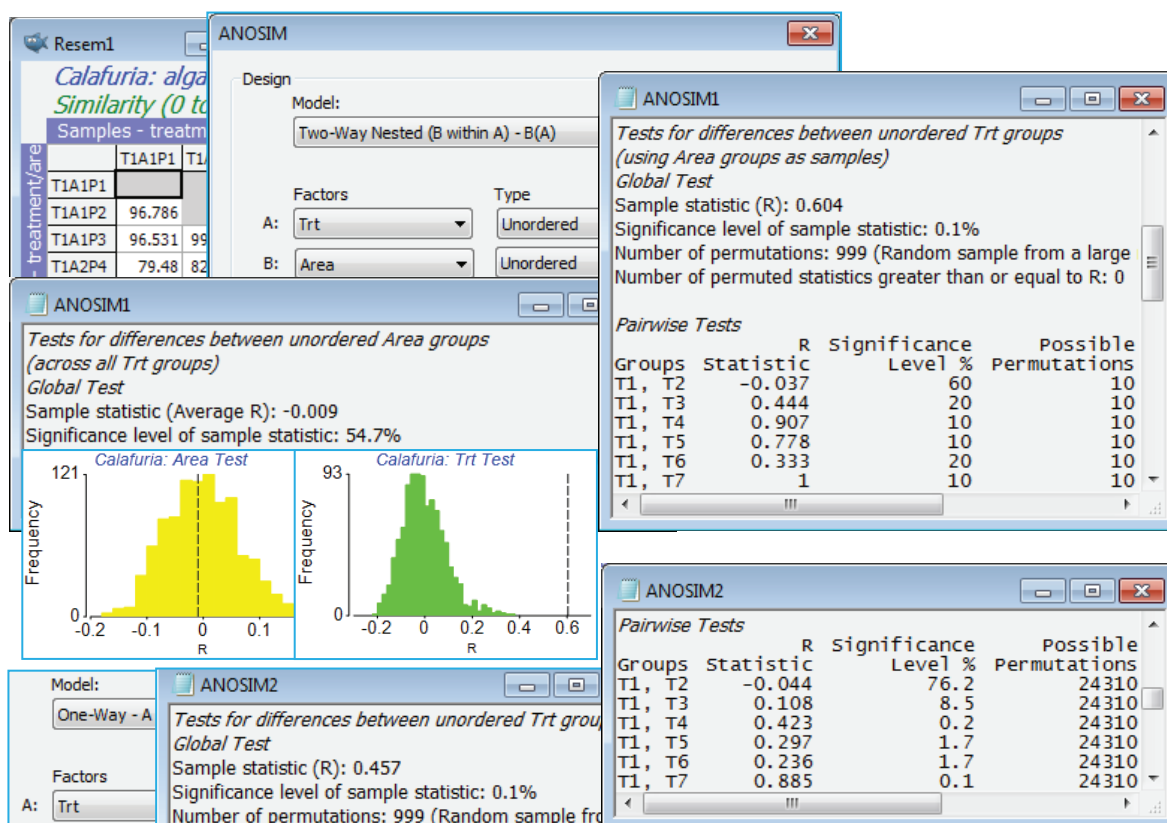 Resem1
Calafuria: alga
Similarity (0 to
Samples - treatm
- treatment/are
T1A1P1 T1
T1A1P1
T1A1P2 96.786
T1A1P3 96.531 99
T1A2P4 79.48 82
ANOSIM
Design
Model:
Two-Way Nested (B within A) - B(A)
Factors Type
A: Trt Unordered
B: Area Unordered
ANOSIM1
Tests for differences between unordered Trt groups
(using Area groups as samples)
Global Test
Sample statistic (R): 0.604
Significance level of sample statistic: 0.1%
Number of permutations: 999 (Random sample from a large
Number of permuted statistics greater than or equal to R: 0
Pairwise Tests
R Significance Possible
Groups Statistic Level % Permutations
T1, T2 -0.037 60 10
T1, T3 0.444 20 10
T1, T4 0.907 10 10
T1, T5 0.778 10 10
T1, T6 0.333 20 10
T1, T7 1 10 10
ANOSIM1
Tests for differences between unordered Area groups
(across all Trt groups)
Global Test
Sample statistic (Average R): -0.009
Significance level of sample statistic: 54.7%
Calafuria: Area Test
121
Frequency
0
-0.2 -0.1 0 0.1
R
Calafuria: Trt Test
93
Frequency
0
-0.2 0 0.2 0.4 0.6
R
Model:
One-Way - A
Factors
A: Trt
ANOSIM2
Tests for differences between unordered Trt grou
Global Test
Sample statistic (R): 0.457
Significance level of sample statistic: 0.1%
Number of permutations: 999 (Random sample fro
ANOSIM2
Pairwise Tests
R Significance Possible
Groups Statistic Level % Permutations
T1, T2 -0.044 76.2 24310
T1, T3 0.108 8.5 24310
T1, T4 0.423 0.2 24310
T1, T5 0.297 1.7 24310
T1, T6 0.236 1.7 24310
T1, T7 0.885 0.1 24310